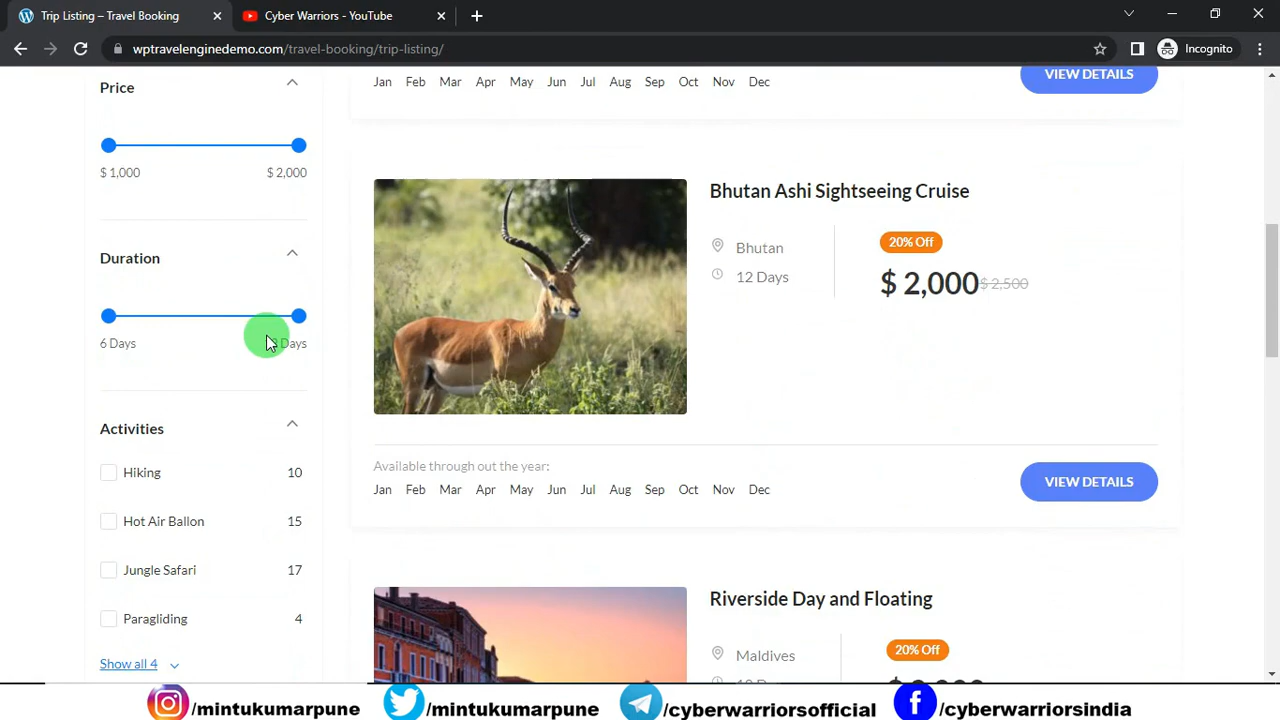 Trip Listing – Travel Booking
Cyber Warriors - YouTube
wptravelenginedemo.com/travel-booking/trip-listing/
Incognito
Price
$ 1,000
$ 2,000
Duration
6 Days
Days
Activities
Hiking 10
Hot Air Ballon 15
Jungle Safari 17
Paragliding 4
Show all 4
Jan Feb Mar Apr May Jun Jul Aug Sep Oct Nov Dec
VIEW DETAILS
Bhutan Ashi Sightseeing Cruise
Bhutan
12 Days
20% Off
$ 2,000 $ 2,500
Available through out the year:
Jan Feb Mar Apr May Jun Jul Aug Sep Oct Nov Dec
VIEW DETAILS
Riverside Day and Floating
Maldives
20% Off
/mintukumarpune
/mintukumarpune
/cyberwarriorsofficial
/cyberwarriorsindia